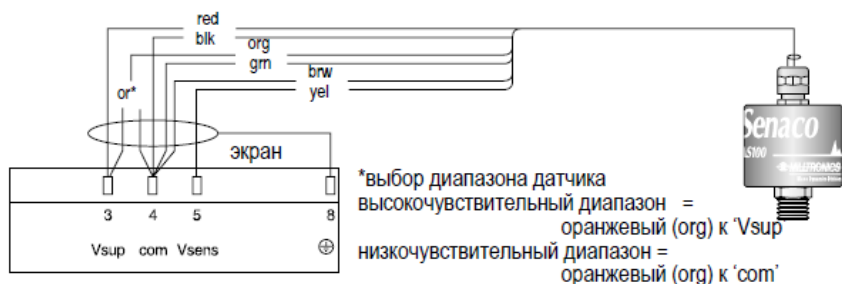 red
blk
org
grn
brw
yel
or*
экран
3 4 5 8
Vsup com Vsens
*выбор диапазона датчика
высокочувствительный диапазон =
оранжевый (org) к 'Vsup
низкочувствительный диапазон =
оранжевый (org) к 'com'
Senaco
AS100
MILLTRONICS